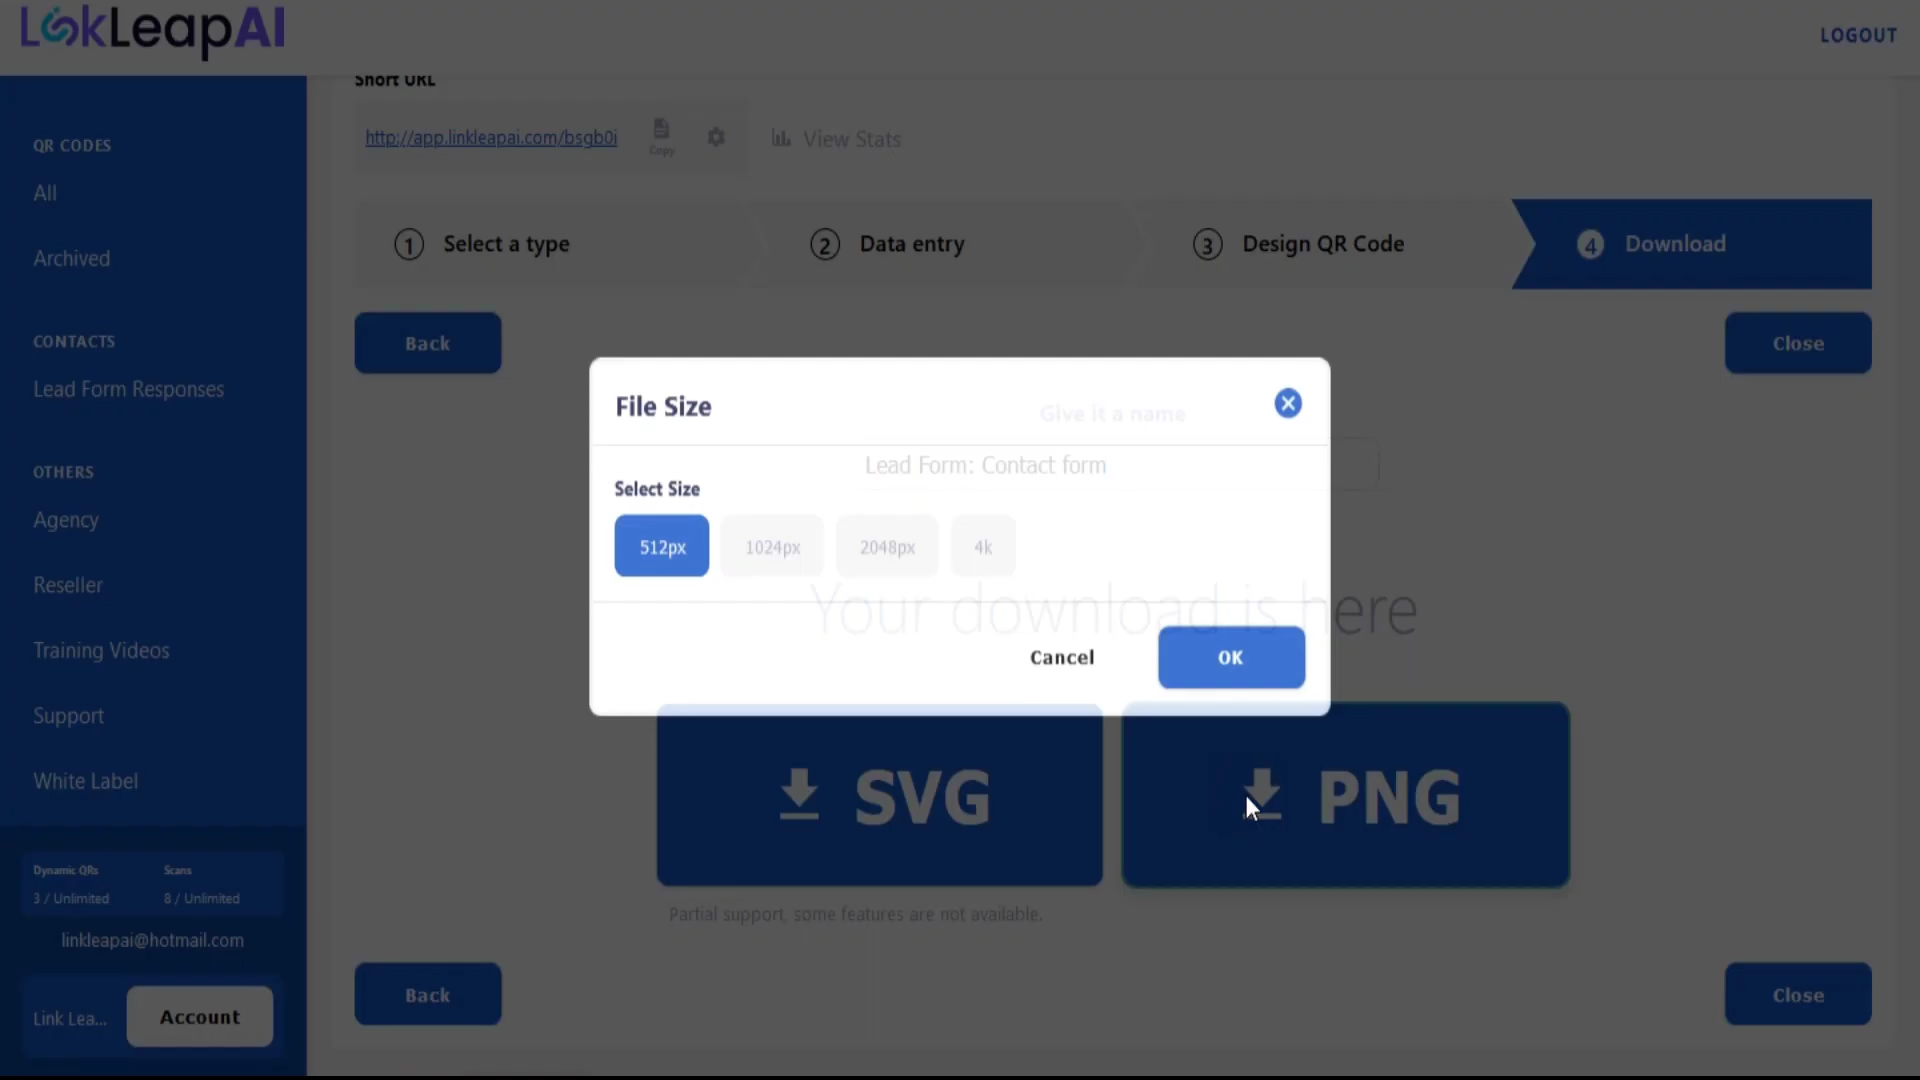 LinkLeapAI
LOGOUT
Short URL
http://app.linkleapai.com/bsgb0i
Copy
View Stats
QR CODES
All
Archived
CONTACTS
Lead Form Responses
OTHERS
Agency
Reseller
Training Videos
Support
White Label
Dynamic QRs Scans
3 / Unlimited 8 / Unlimited
linkleapai@hotmail.com
Link Lea... Account
1 Select a type
2 Data entry
3 Design QR Code
4 Download
Back
Close
File Size
Give it a name
Lead Form: Contact form
Select Size
512px 1024px 2048px 4k
Your download is here
Cancel OK
SVG
PNG
Partial support, some features are not available.
Back
Close